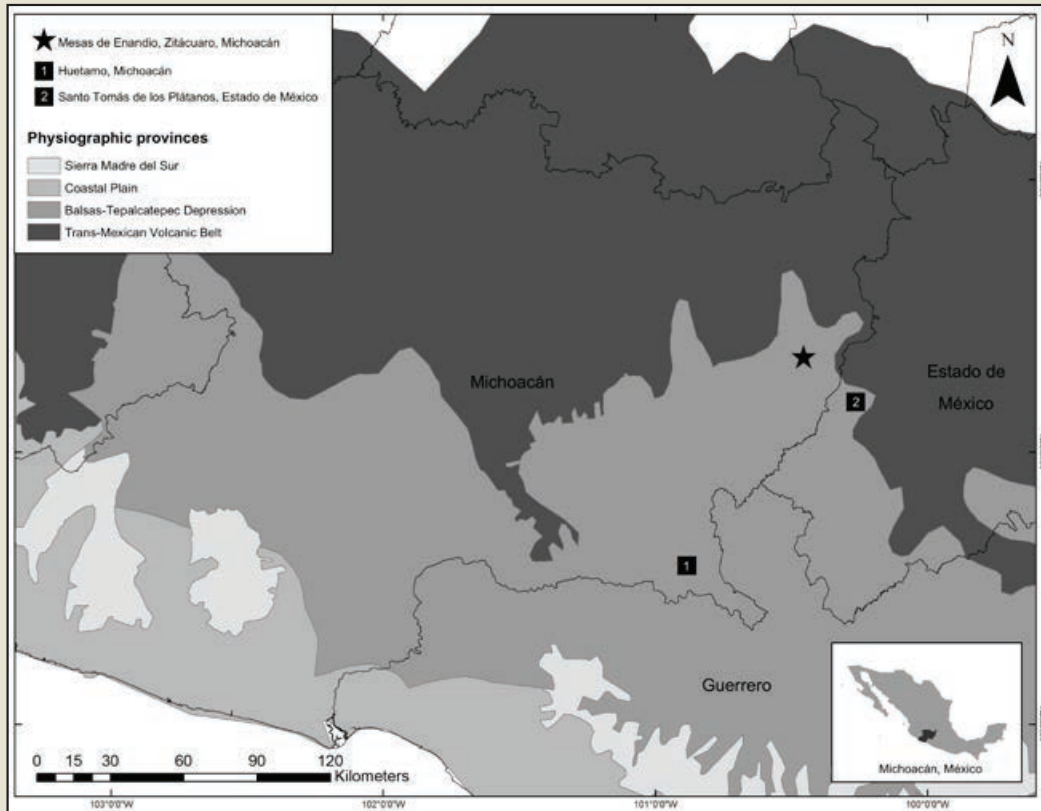 Mesas de Enandio, Zitácuaro, Michoacán
1 Huetamo, Michoacán
2 Santo Tomás de los Plátanos, Estado de México
Physiographic provinces
Sierra Madre del Sur
Coastal Plain
Balsas-Tepalcatepec Depression
Trans-Mexican Volcanic Belt
N
Michoacán
Estado de
México
2
1
Guerrero
0 15 30 60 90 120
Kilometers
Michoacán, México
103°0'0"W 102°0'0"W 101°0'0"W 100°0'0"W